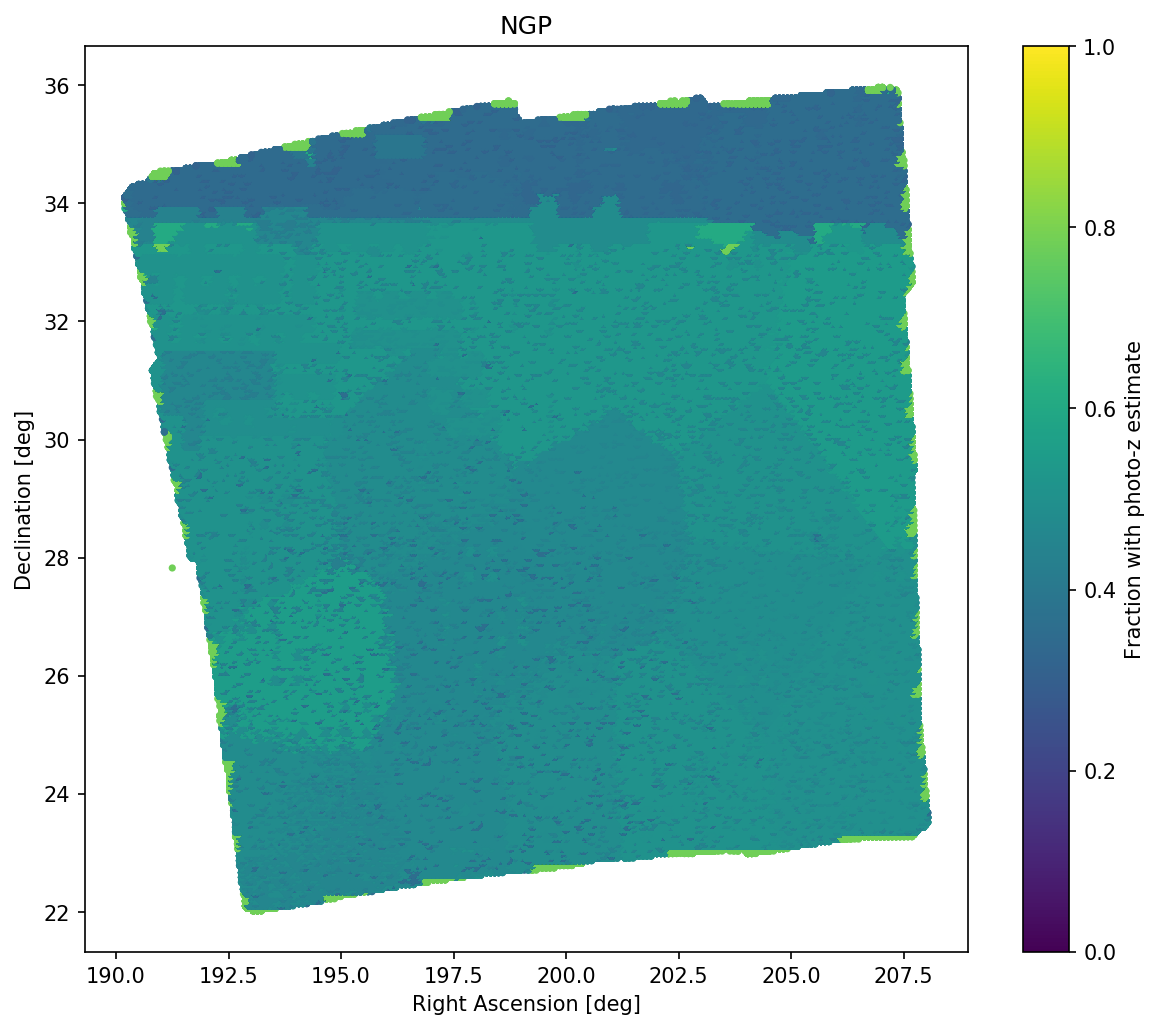 NGP
36
34
32
30
28
26
24
22
Declination [deg]
190.0 192.5 195.0 197.5 200.0 202.5 205.0 207.5
Right Ascension [deg]
1.0
0.8
0.6
0.4
0.2
0.0
Fraction with photo-z estimate